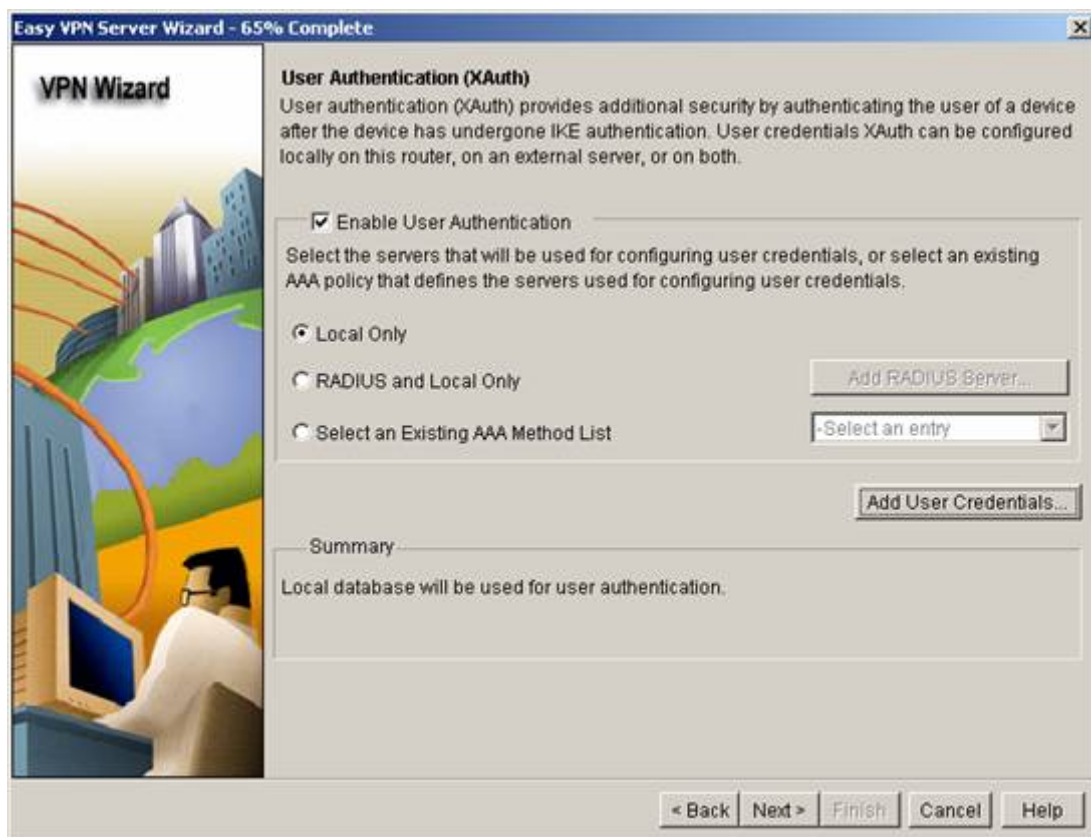 Easy VPN Server Wizard - 65% Complete
VPN Wizard
User Authentication (XAuth)
User authentication (XAuth) provides additional security by authenticating the user of a device
after the device has undergone IKE authentication. User credentials XAuth can be configured
locally on this router, on an external server, or on both.
Enable User Authentication
Select the servers that will be used for configuring user credentials, or select an existing
AAA policy that defines the servers used for configuring user credentials.
Local Only
RADIUS and Local Only
Add RADIUS Server...
Select an Existing AAA Method List
-Select an entry
Add User Credentials...
Summary
Local database will be used for user authentication.
< Back
Next >
Finish
Cancel
Help